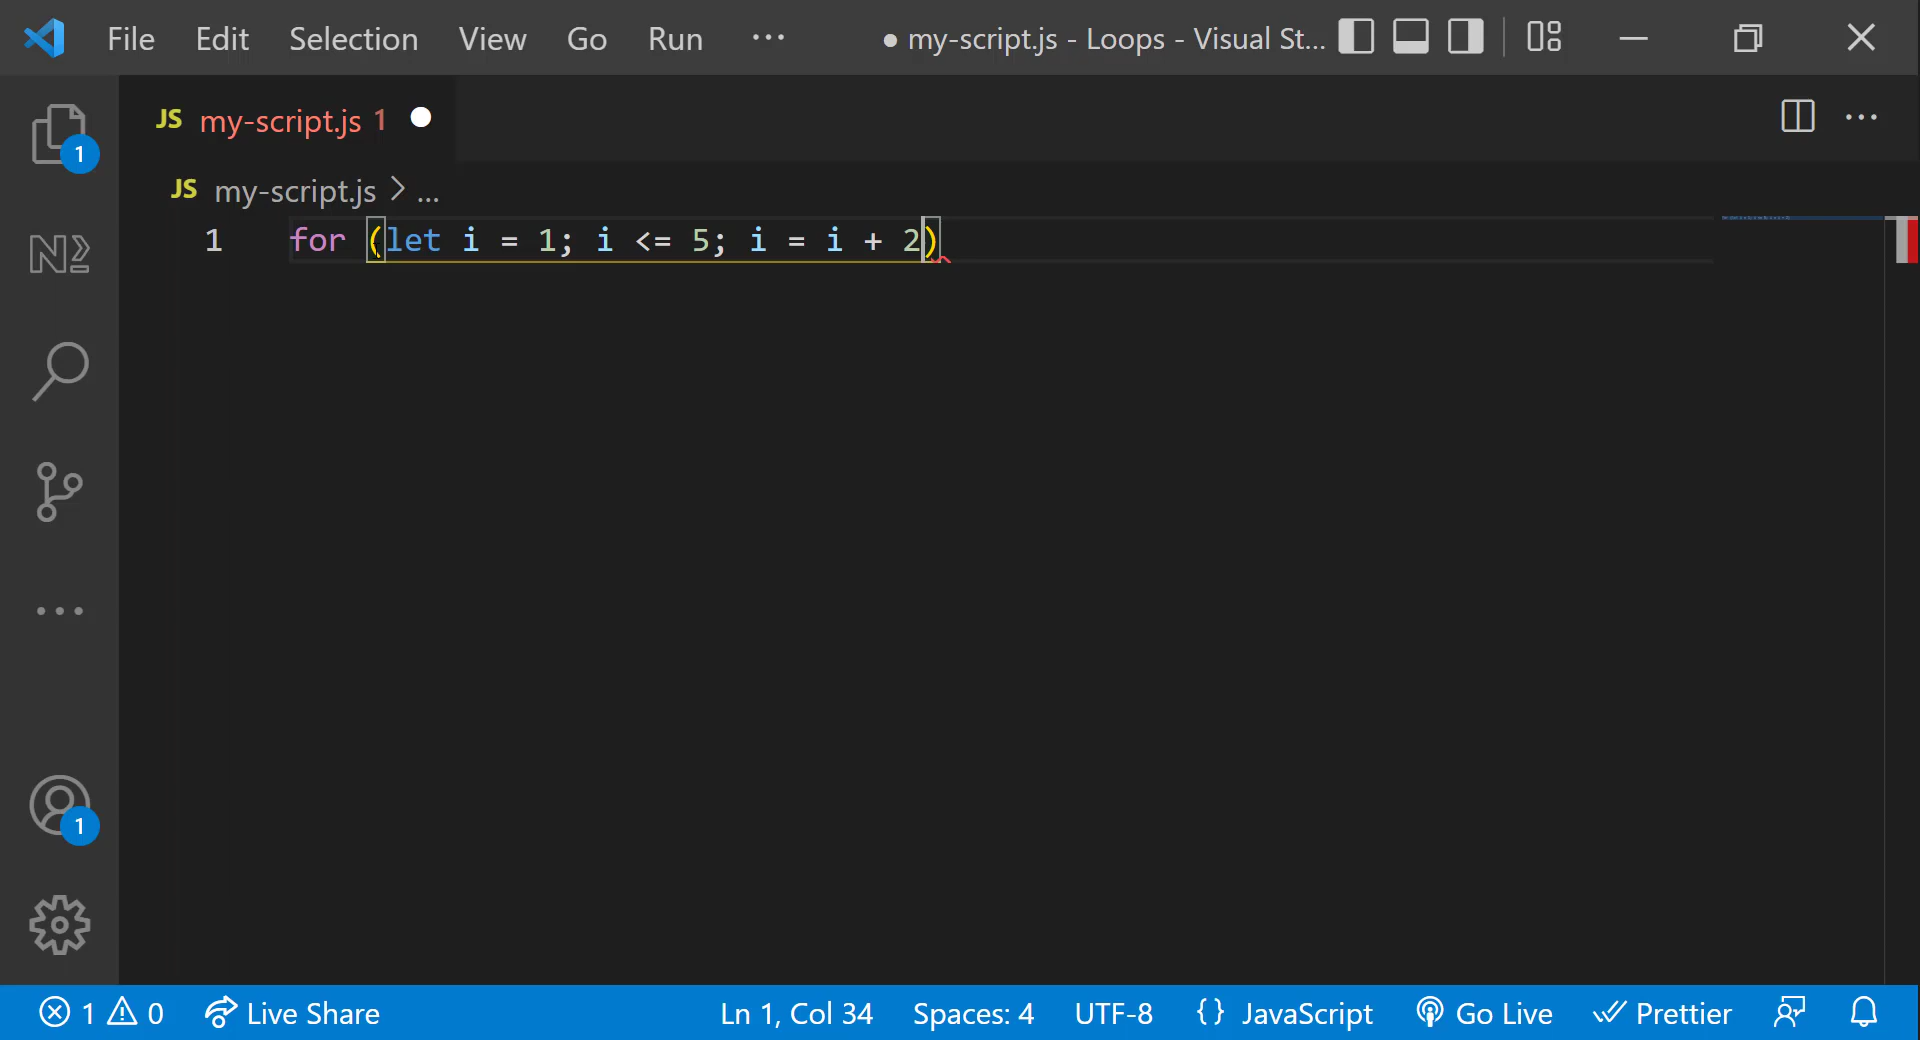 File Edit Selection View Go Run ··· ● my-script.js - Loops - Visual St...
JS my-script.js 1 ●
1
JS my-script.js > ...
1 for (let i = 1; i <= 5; i = i + 2)
1
1 0 Live Share Ln 1, Col 34 Spaces: 4 UTF-8 {} JavaScript Go Live Prettier